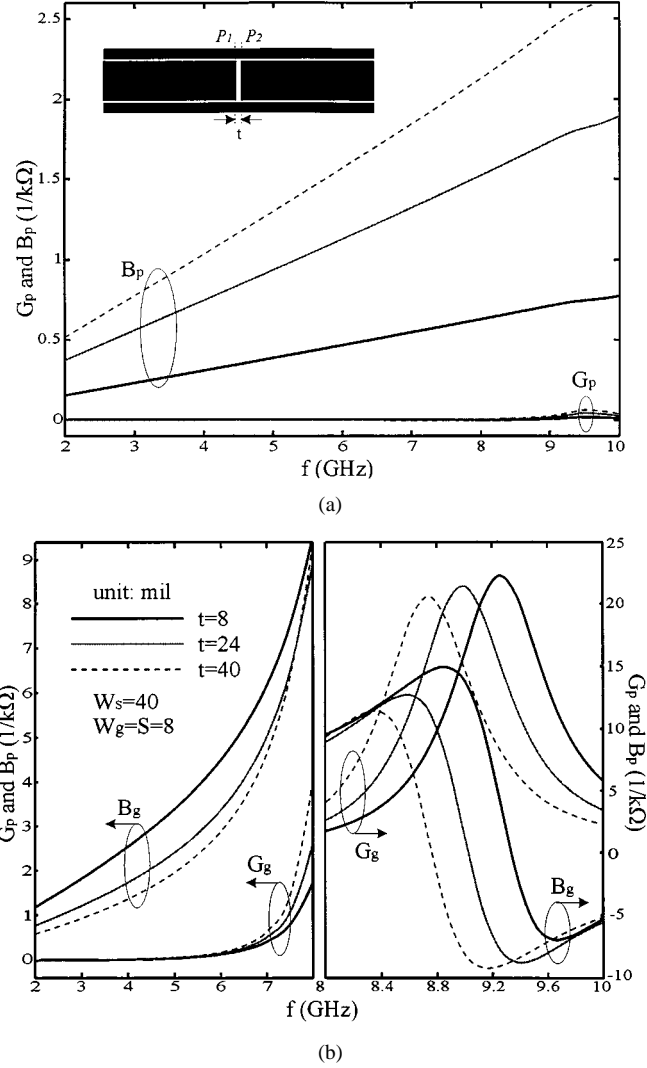 P1 P2
t
Gp and Bp (1/kΩ)
2.5
2
1.5
1
0.5
0
Bp
Gp
2 3 4 5 6 7 8 9 10
f (GHz)
(a)
Gp and Bp (1/kΩ)
9
8
7
6
5
4
3
2
1
0
unit: mil
t=8
t=24
t=40
Ws=40
Wg=S=8
Bg
Gg
2 3 4 5 6 7 8
25
20
15
10
5
0
-5
-10
Gp and Bp (1/kΩ)
Gg
Bg
8.4 8.8 9.2 9.6 10
f (GHz)
(b)